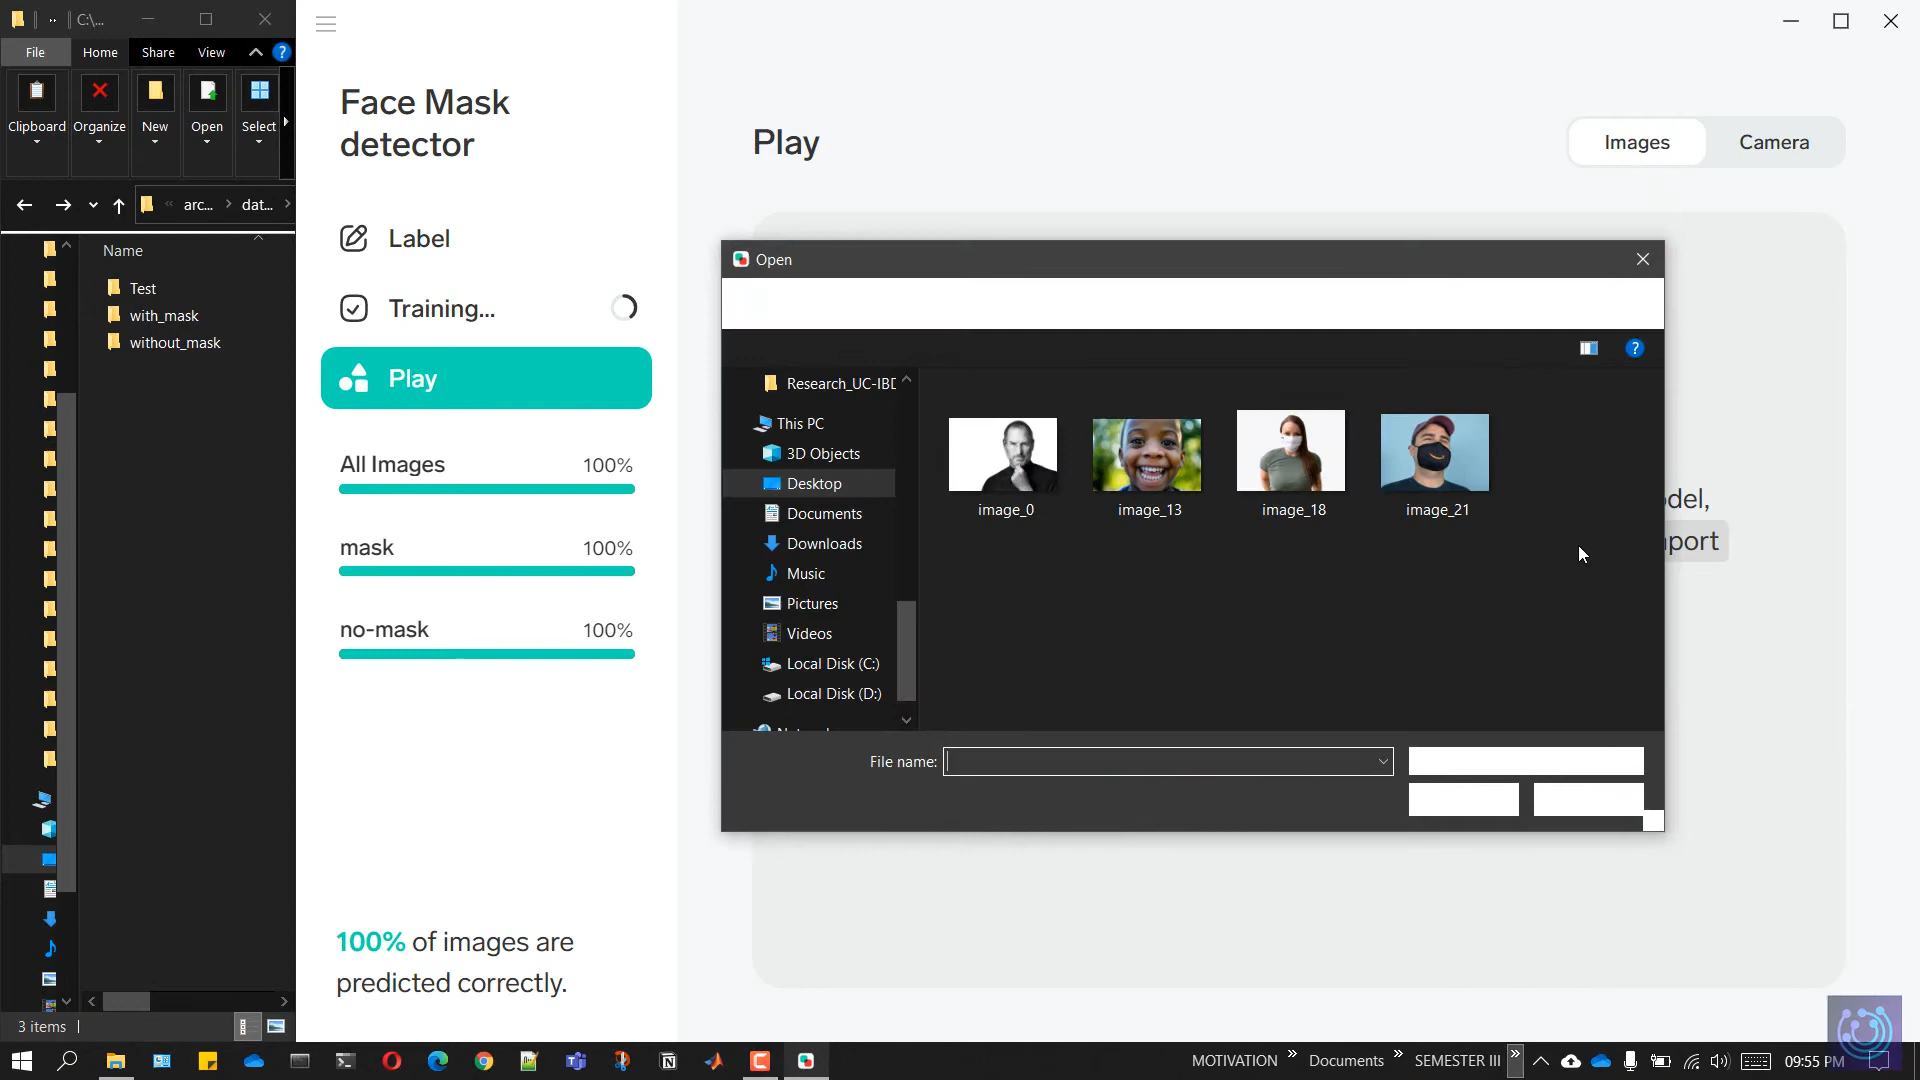 C:\...
File
Home
Share
View
Clipboard
Organize
New
Open
Select
arc...
dat...
Name
Test
with_mask
without_mask
3 items
Face Mask
detector
Label
Training...
Play
All Images
100%
mask
100%
no-mask
100%
100% of images are
predicted correctly.
Play
Images
Camera
Open
Research_UC-IBD
This PC
3D Objects
Desktop
Documents
Downloads
Music
Pictures
Videos
Local Disk (C:)
Local Disk (D:)
image_0
image_13
image_18
image_21
File name:
MOTIVATION
Documents
SEMESTER III
09:55 PM